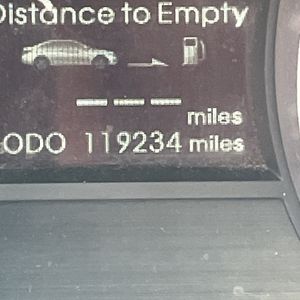 Distance to Empty
--- miles
ODO 119234 miles